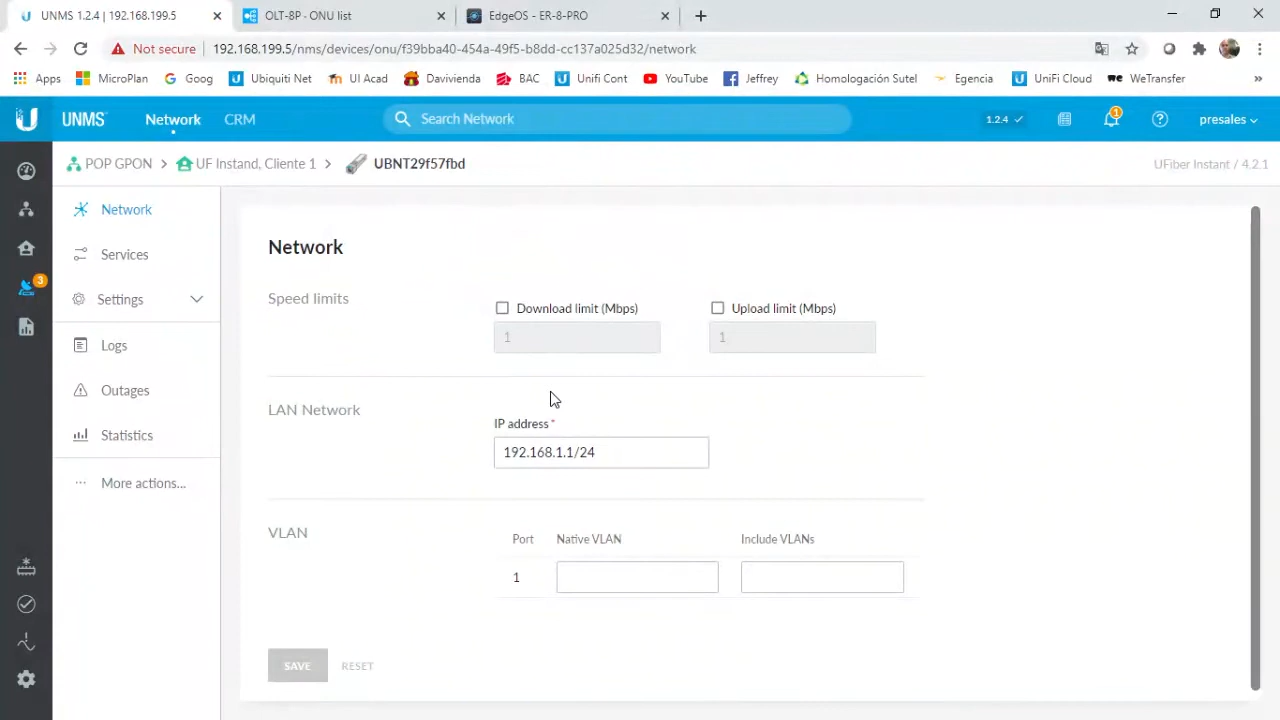 UNMS 1.2.4 | 192.168.199.5
OLT-8P - ONU list
EdgeOS - ER-8-PRO
Not secure
192.168.199.5/nms/devices/onu/f39bba40-454a-49f5-b8dd-cc137a025d32/network
Apps
MicroPlan
Goog
Ubiquiti Net
UI Acad
Davivienda
BAC
Unifi Cont
YouTube
Jeffrey
Homologación Sutel
Egencia
UniFi Cloud
WeTransfer
UNMS
Network
CRM
Search Network
1.2.4
1
presales
POP GPON
UF Instand, Cliente 1
UBNT29f57fbd
UFiber Instant / 4.2.1
3
Network
Services
Settings
Logs
Outages
Statistics
More actions...
Network
Speed limits
Download limit (Mbps)
Upload limit (Mbps)
1
1
LAN Network
IP address *
192.168.1.1/24
VLAN
Port
Native VLAN
Include VLANs
1
SAVE
RESET